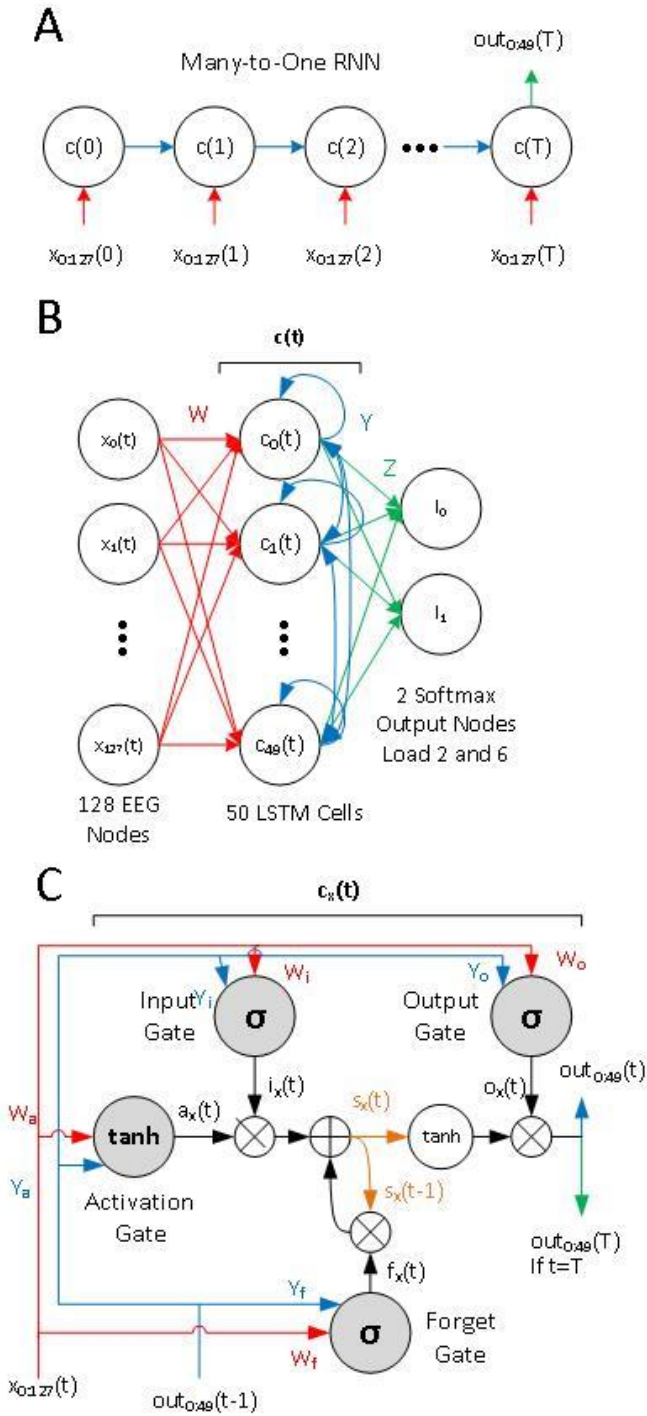 A
Many-to-One RNN
out0:49(T)
c(0)
c(1)
c(2)
•••
c(T)
x0:127(0)
x0:127(1)
x0:127(2)
x0:127(T)
B
c(t)
W
Y
Z
x0(t)
c0(t)
I0
x1(t)
c1(t)
I1
x127(t)
c49(t)
2 Softmax
Output Nodes
Load 2 and 6
128 EEG
Nodes
50 LSTM Cells
C
cx(t)
Wi
Wo
Yi
Yo
Input
Gate
σ
Output
Gate
σ
ix(t)
ox(t)
out0:49(t)
Wa
tanh
ax(t)
sx(t)
tanh
Ya
sx(t-1)
Activation
Gate
out0:49(T)
If t=T
fx(t)
Yf
σ
Forget
Gate
Wf
x0:127(t)
out0:49(t-1)